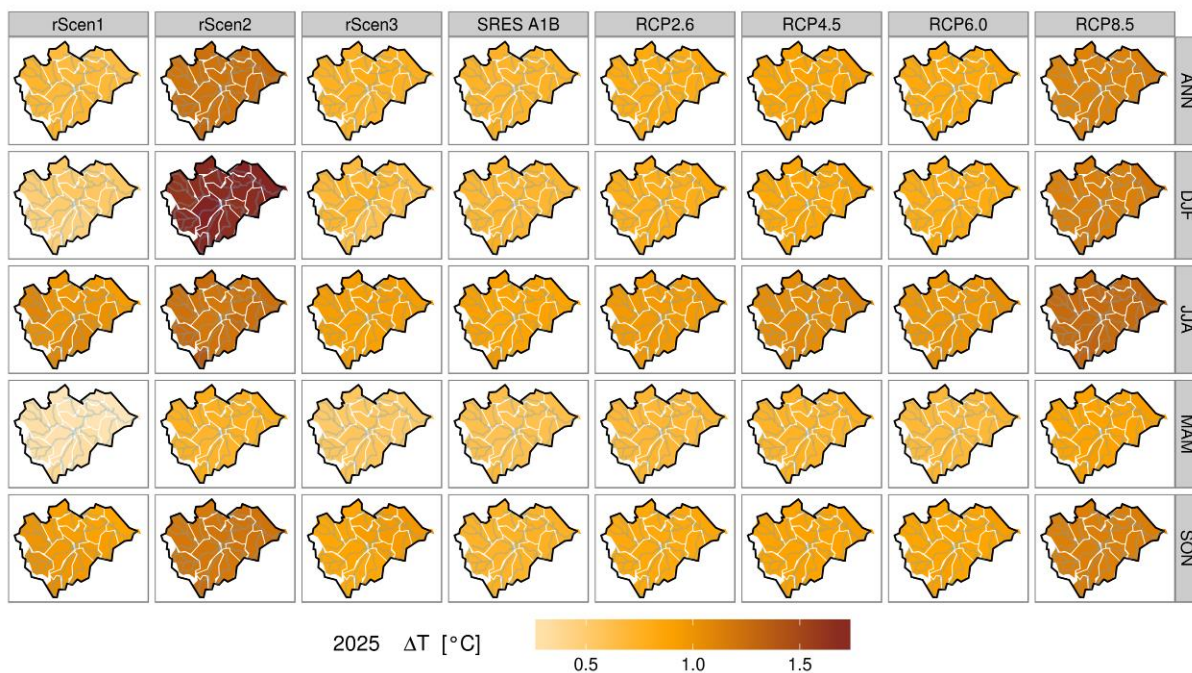 rScen1 rScen2 rScen3 SRES A1B RCP2.6 RCP4.5 RCP6.0 RCP8.5
ANN
DJF
JJA
MAM
SON
2025 ΔT [°C]
0.5 1.0 1.5